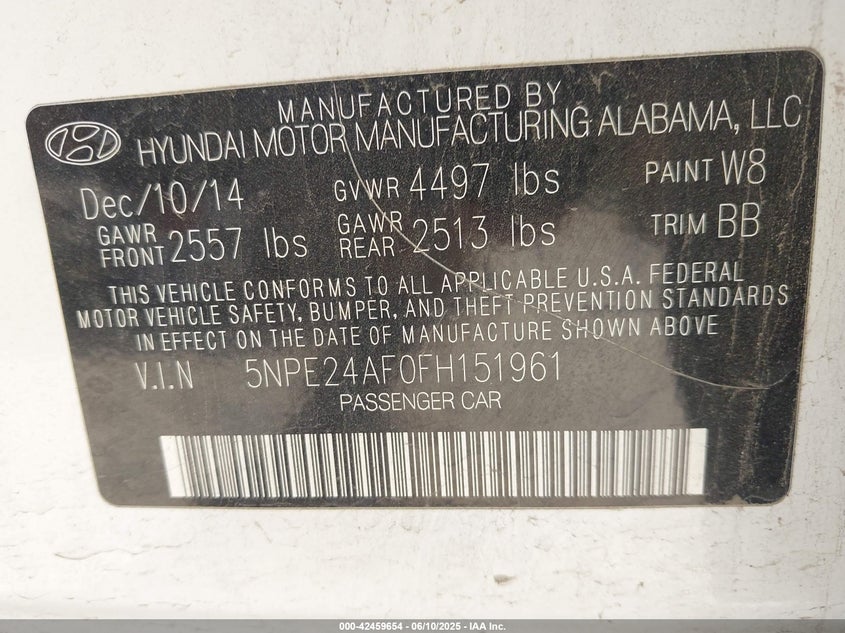 MANUFACTURED BY
HYUNDAI MOTOR MANUFACTURING ALABAMA, LLC
Dec/10/14 GVWR 4497 lbs PAINT W8
GAWR FRONT 2557 lbs GAWR REAR 2513 lbs TRIM BB
THIS VEHICLE CONFORMS TO ALL APPLICABLE U.S.A. FEDERAL
MOTOR VEHICLE SAFETY, BUMPER, AND THEFT PREVENTION STANDARDS
IN EFFECT ON THE DATE OF MANUFACTURE SHOWN ABOVE
V.I.N 5NPE24AF0FH151961
PASSENGER CAR
000-42459654 - 06/10/2025 - IAA Inc.